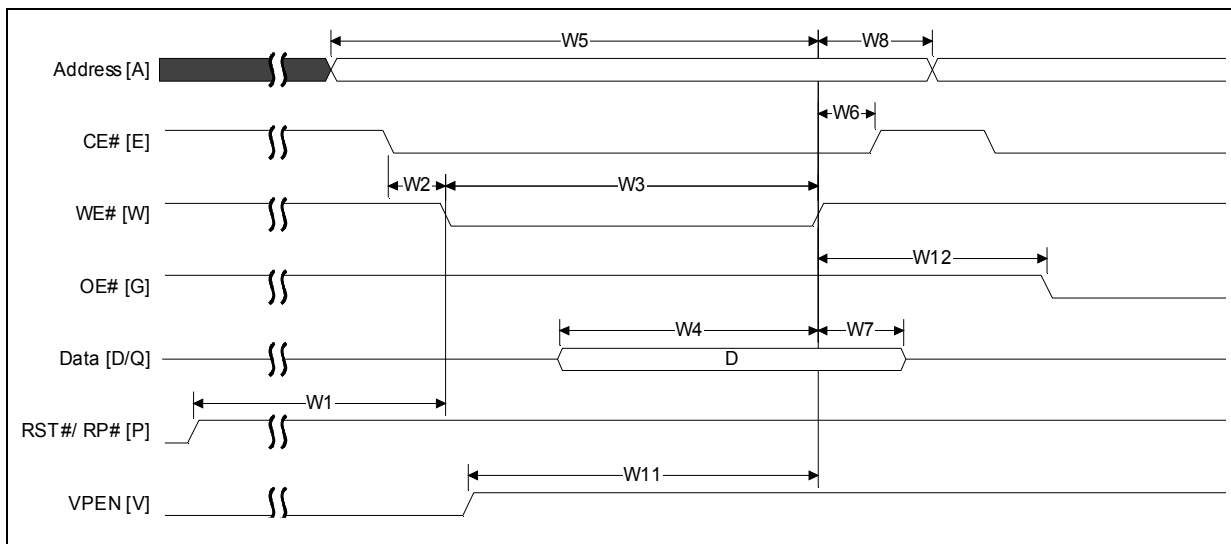 W5
W8
Address [A]
W6
CE# [E]
W2
W3
WE# [W]
W12
OE# [G]
W4
W7
Data [D/Q]
D
W1
RST#/ RP# [P]
W11
VPEN [V]